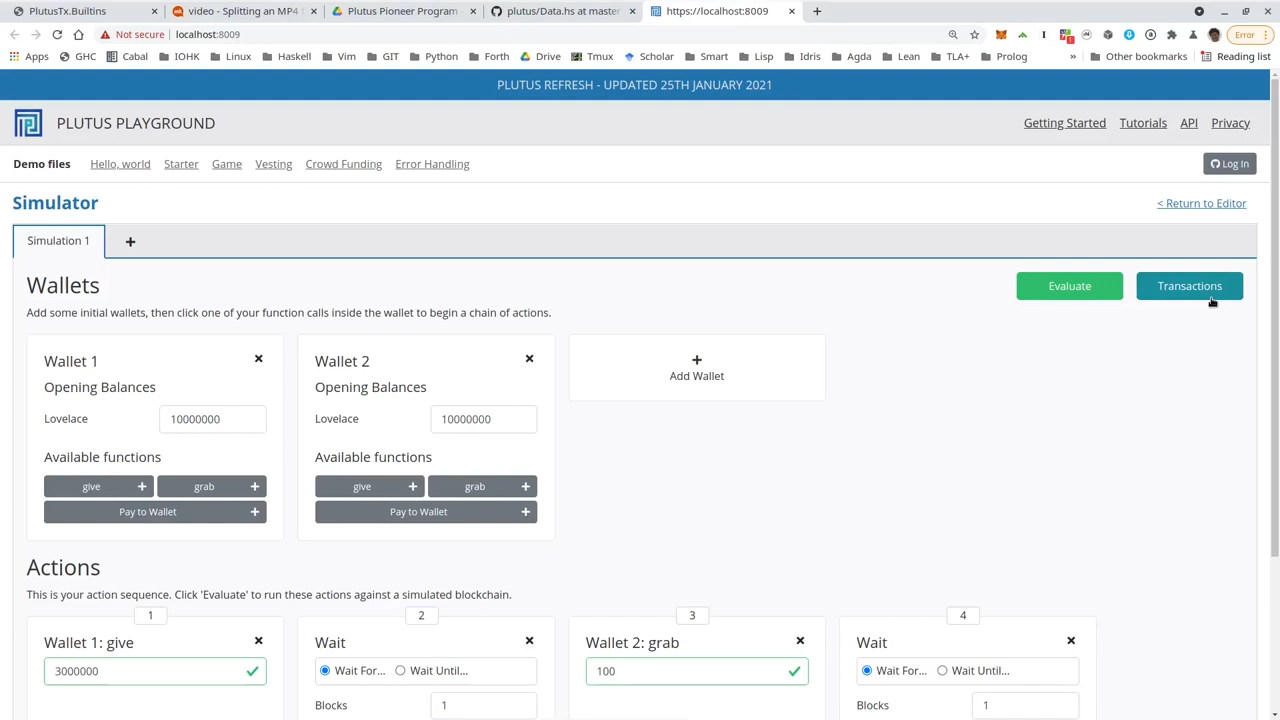 PlutusTx.Builtins
video - Splitting an MP4
Plutus Pioneer Program
plutus/Data.hs at master
https://localhost:8009
Not secure | localhost:8009
Error
Apps GHC Cabal IOHK Linux Haskell Vim GIT Python Forth Drive Tmux Scholar Smart Lisp Idris Agda Lean TLA+ Prolog » Other bookmarks Reading list
PLUTUS REFRESH - UPDATED 25TH JANUARY 2021
PLUTUS PLAYGROUND
Getting Started Tutorials API Privacy
Demo files Hello, world Starter Game Vesting Crowd Funding Error Handling
Log In
Simulator
< Return to Editor
Simulation 1 +
Wallets
Evaluate Transactions
Add some initial wallets, then click one of your function calls inside the wallet to begin a chain of actions.
Wallet 1
Opening Balances
Lovelace 10000000
Available functions
give + grab +
Pay to Wallet +
Wallet 2
Opening Balances
Lovelace 10000000
Available functions
give + grab +
Pay to Wallet +
+
Add Wallet
Actions
This is your action sequence. Click 'Evaluate' to run these actions against a simulated blockchain.
1
Wallet 1: give
3000000
2
Wait
Wait For... Wait Until...
Blocks 1
3
Wallet 2: grab
100
4
Wait
Wait For... Wait Until...
Blocks 1